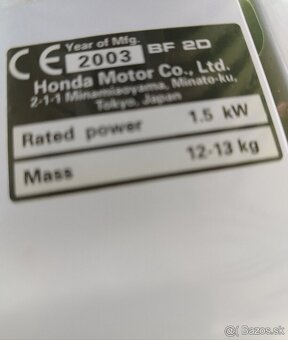 CE Year of Mfg. BF 2D
2003
Honda Motor Co., Ltd.
2-1-1 Minamiaoyama, Minato-ku,
Tokyo, Japan
Rated power 1.5 kW
Mass 12-13 kg
Bazos.sk